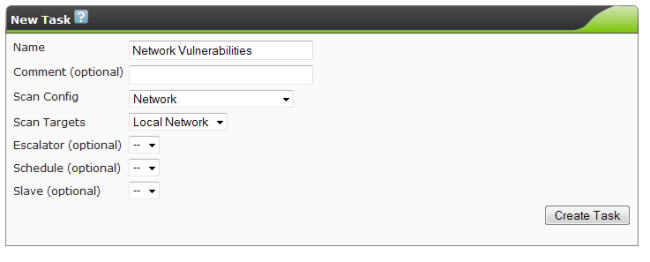 New Task ?
Name Network Vulnerabilities
Comment (optional)
Scan Config Network
Scan Targets Local Network
Escalator (optional) --
Schedule (optional) --
Slave (optional) --
Create Task